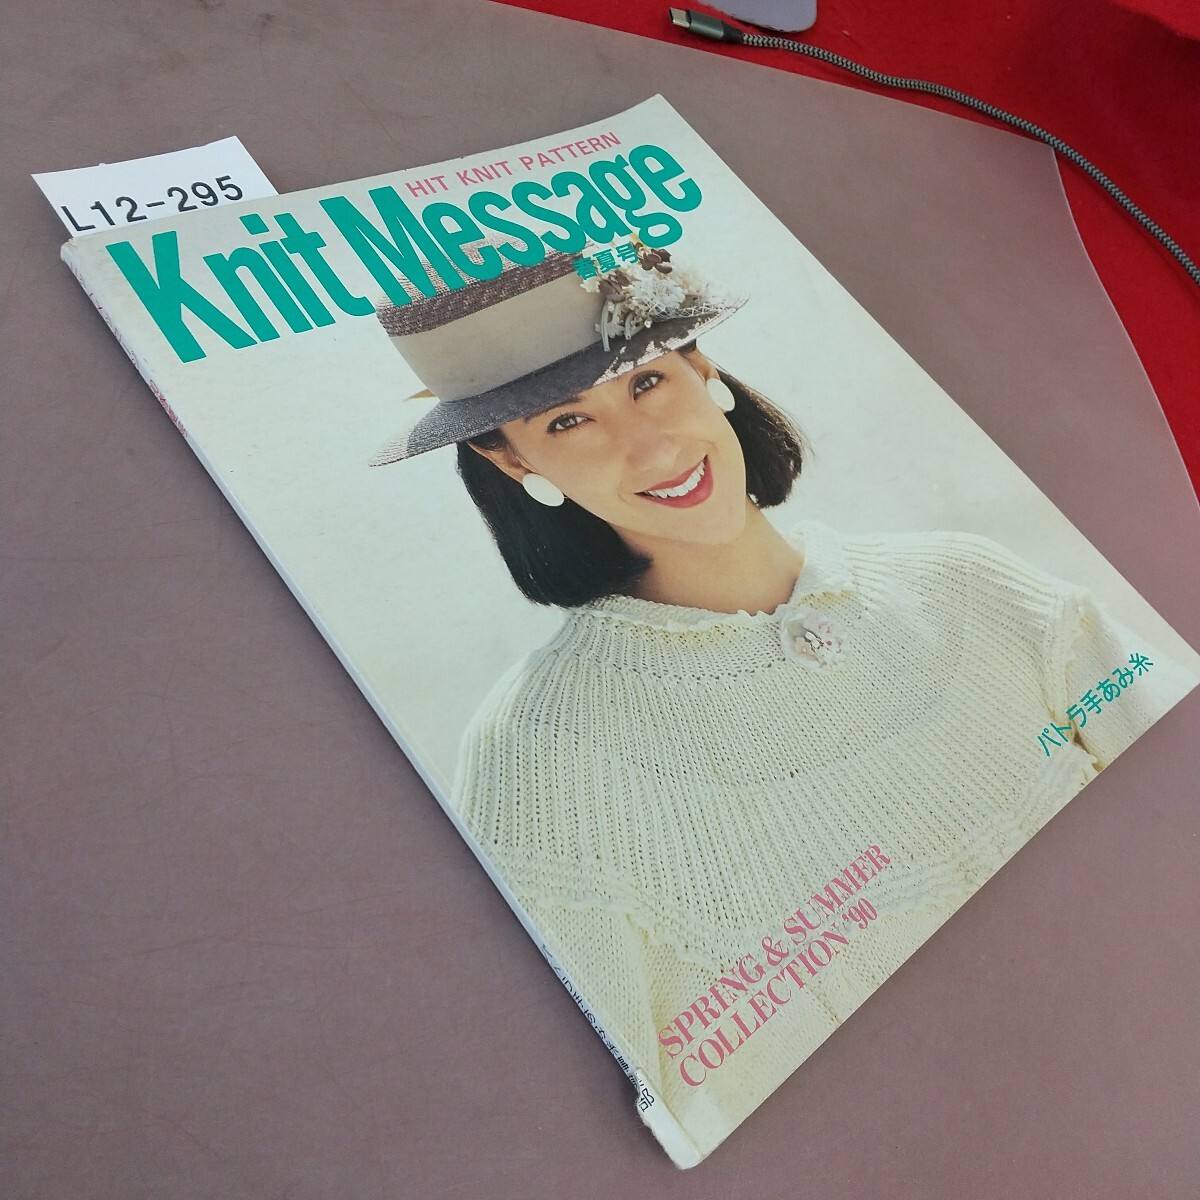 L12-295
HIT KNIT PATTERN
Knit Message
春夏号
パトラ手あみ糸
SPRING & SUMMER
COLLECTION '90